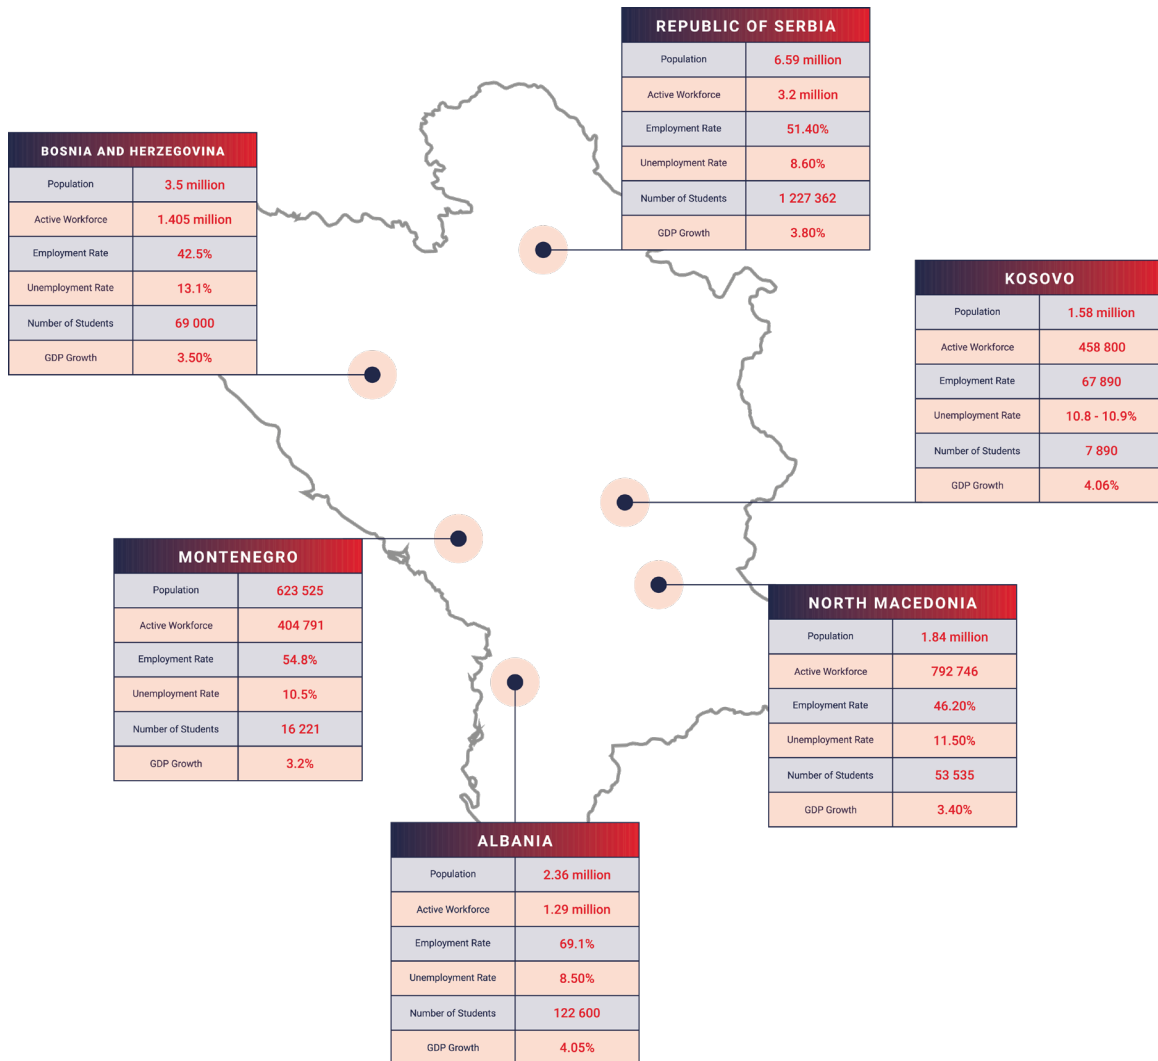 REPUBLIC OF SERBIA
Population 6.59 million
Active Workforce 3.2 million
Employment Rate 51.40%
Unemployment Rate 8.60%
Number of Students 1 227 362
GDP Growth 3.80%
BOSNIA AND HERZEGOVINA
Population 3.5 million
Active Workforce 1.405 million
Employment Rate 42.5%
Unemployment Rate 13.1%
Number of Students 69 000
GDP Growth 3.50%
KOSOVO
Population 1.58 million
Active Workforce 458 800
Employment Rate 67 890
Unemployment Rate 10.8 - 10.9%
Number of Students 7 890
GDP Growth 4.06%
MONTENEGRO
Population 623 525
Active Workforce 404 791
Employment Rate 54.8%
Unemployment Rate 10.5%
Number of Students 16 221
GDP Growth 3.2%
NORTH MACEDONIA
Population 1.84 million
Active Workforce 792 746
Employment Rate 46.20%
Unemployment Rate 11.50%
Number of Students 53 535
GDP Growth 3.40%
ALBANIA
Population 2.36 million
Active Workforce 1.29 million
Employment Rate 69.1%
Unemployment Rate 8.50%
Number of Students 122 600
GDP Growth 4.05%